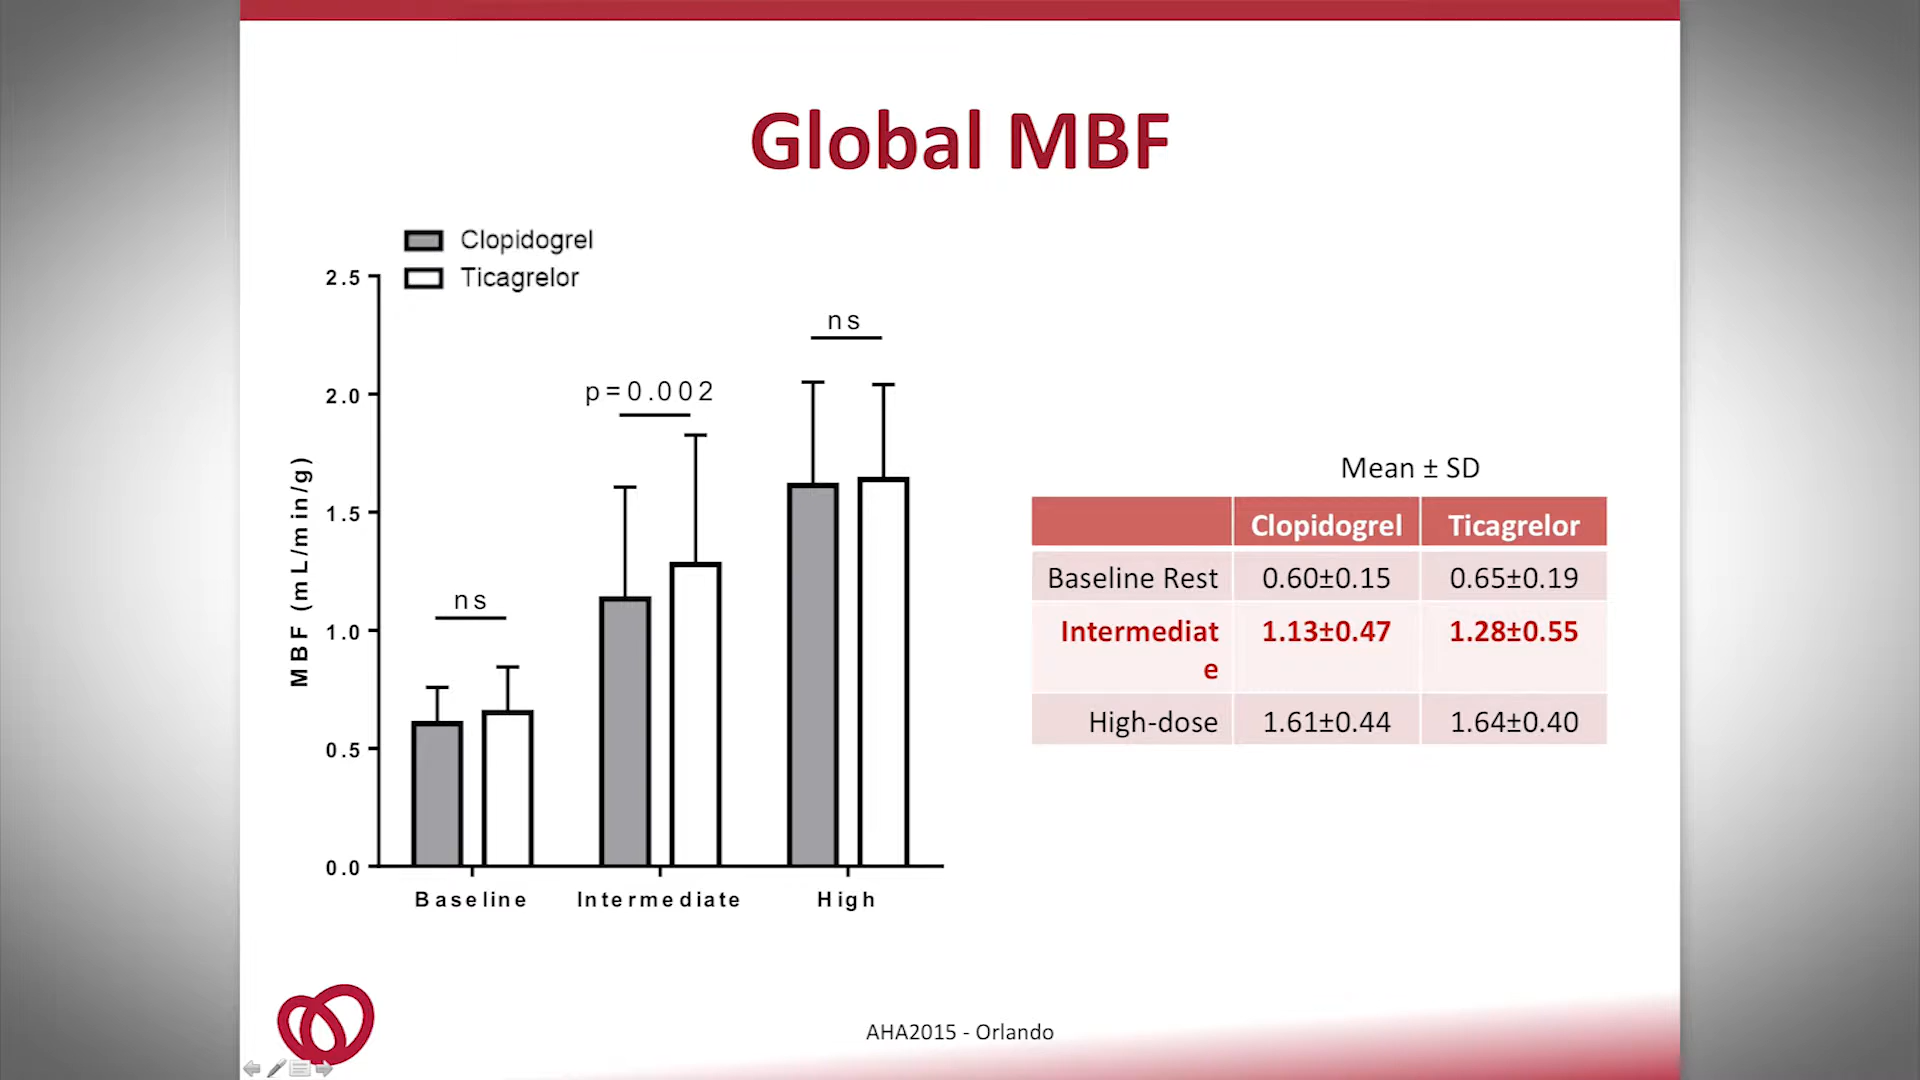 Global MBF
Clopidogrel
Ticagrelor
2.5
2.0
1.5
1.0
0.5
0.0
MBF (mL/min/g)
ns
p=0.002
ns
Baseline
Intermediate
High
Mean ± SD
Clopidogrel Ticagrelor
Baseline Rest 0.60±0.15 0.65±0.19
Intermediat 1.13±0.47 1.28±0.55
e
High-dose 1.61±0.44 1.64±0.40
AHA2015 - Orlando